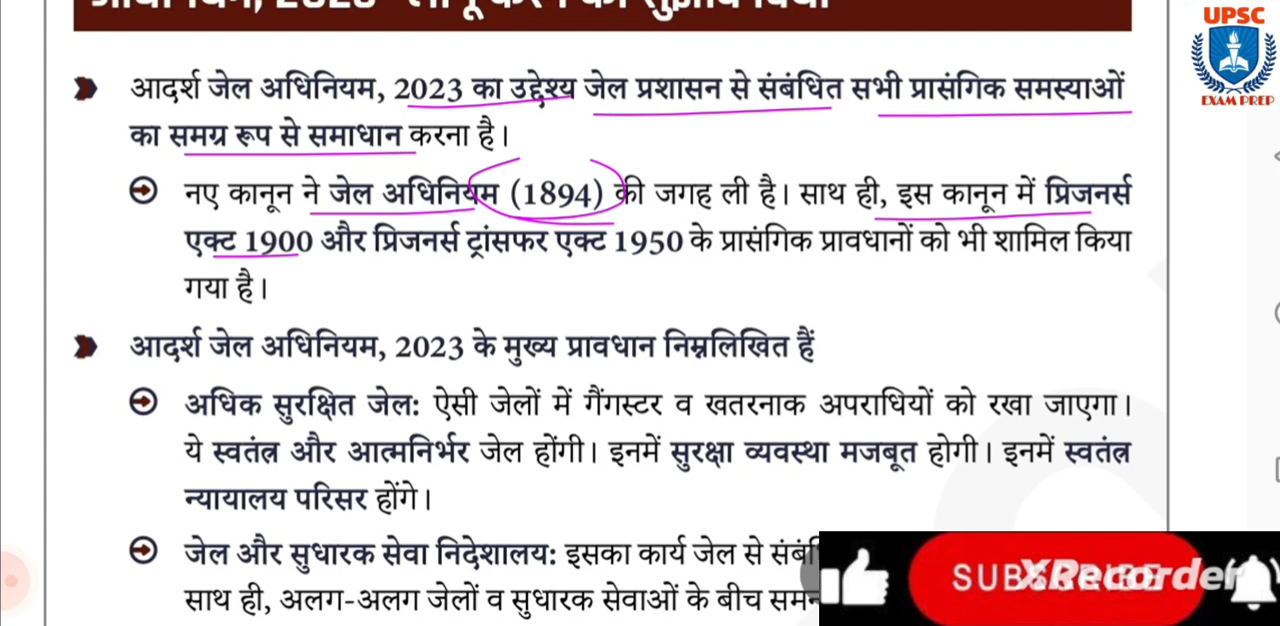 2023
UPSC
EXAM PREP
आदर्श जेल अधिनियम, 2023 का उद्देश्य जेल प्रशासन से संबंधित सभी प्रासंगिक समस्याओं
का समग्र रूप से समाधान करना है।
नए कानून ने जेल अधिनियम (1894) की जगह ली है। साथ ही, इस कानून में प्रिजनर्स
एक्ट 1900 और प्रिजनर्स ट्रांसफर एक्ट 1950 के प्रासंगिक प्रावधानों को भी शामिल किया
गया है।
आदर्श जेल अधिनियम, 2023 के मुख्य प्रावधान निम्नलिखित हैं
अधिक सुरक्षित जेल: ऐसी जेलों में गैंगस्टर व खतरनाक अपराधियों को रखा जाएगा।
ये स्वतंत्र और आत्मनिर्भर जेल होंगी। इनमें सुरक्षा व्यवस्था मजबूत होगी। इनमें स्वतंत्र
न्यायालय परिसर होंगे।
जेल और सुधारक सेवा निदेशालय: इसका कार्य जेल से
साथ ही, अलग-अलग जेलों व सुधारक सेवाओं के बीच
SUBSCRIBE
XRecorder